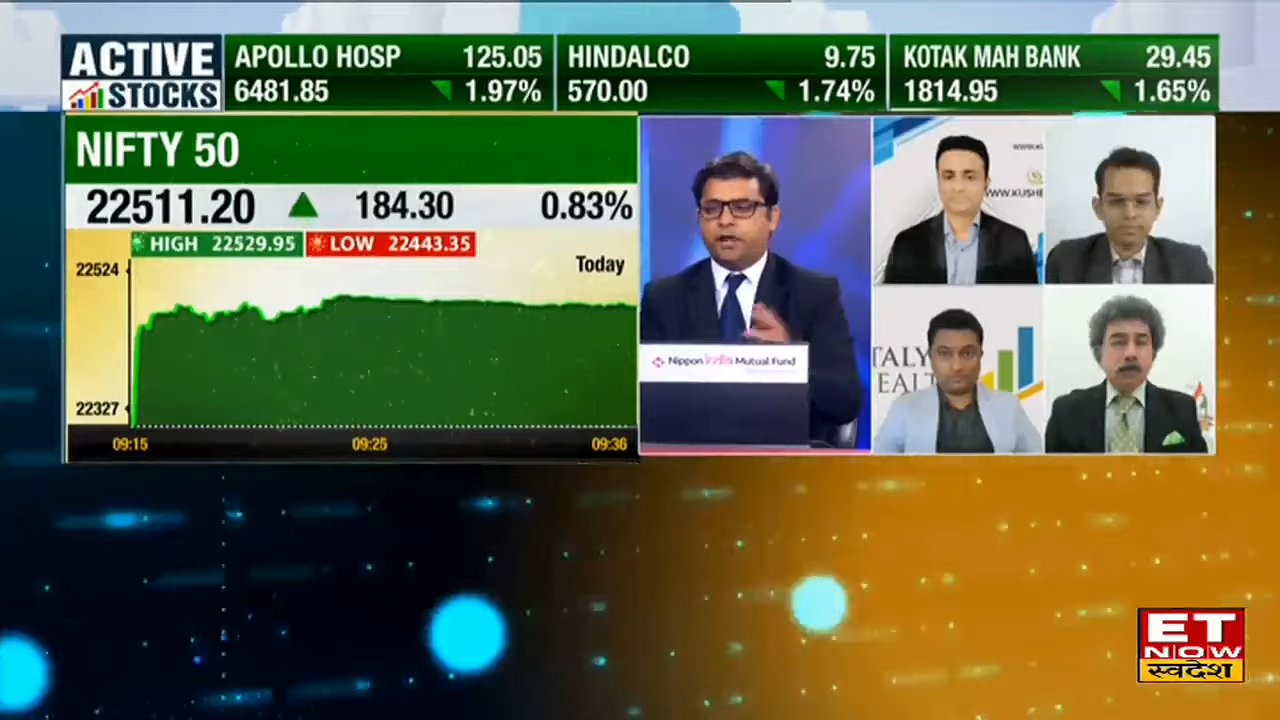 ACTIVE
STOCKS
APOLLO HOSP 125.05
6481.85 1.97%
HINDALCO 9.75
570.00 1.74%
KOTAK MAH BANK 29.45
1814.95 1.65%
NIFTY 50
22511.20 184.30 0.83%
HIGH 22529.95 LOW 22443.35
Today
22524
22327
09:15 09:25 09:36
Nippon india Mutual Fund
ET
NOW
स्वदेश